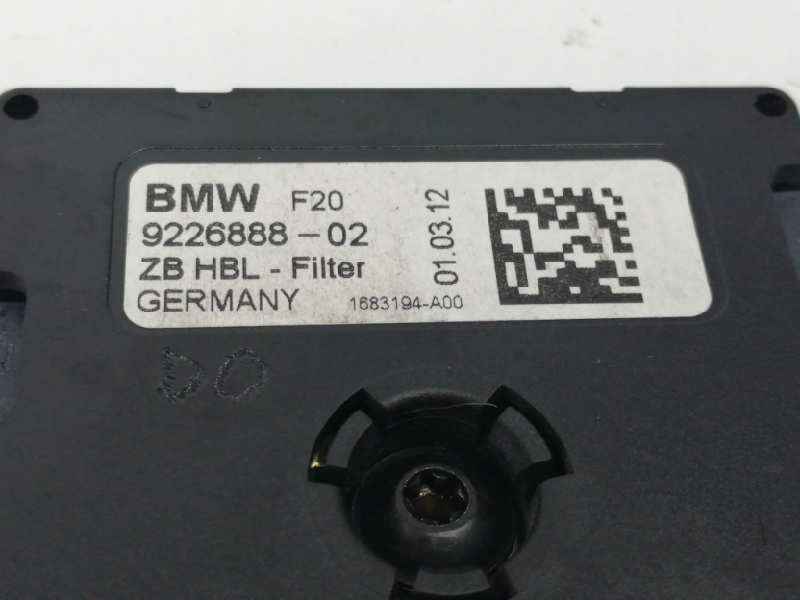 BMW F20
9226888-02
ZB HBL - Filter
GERMANY 1683194-A00
01.03.12
DO